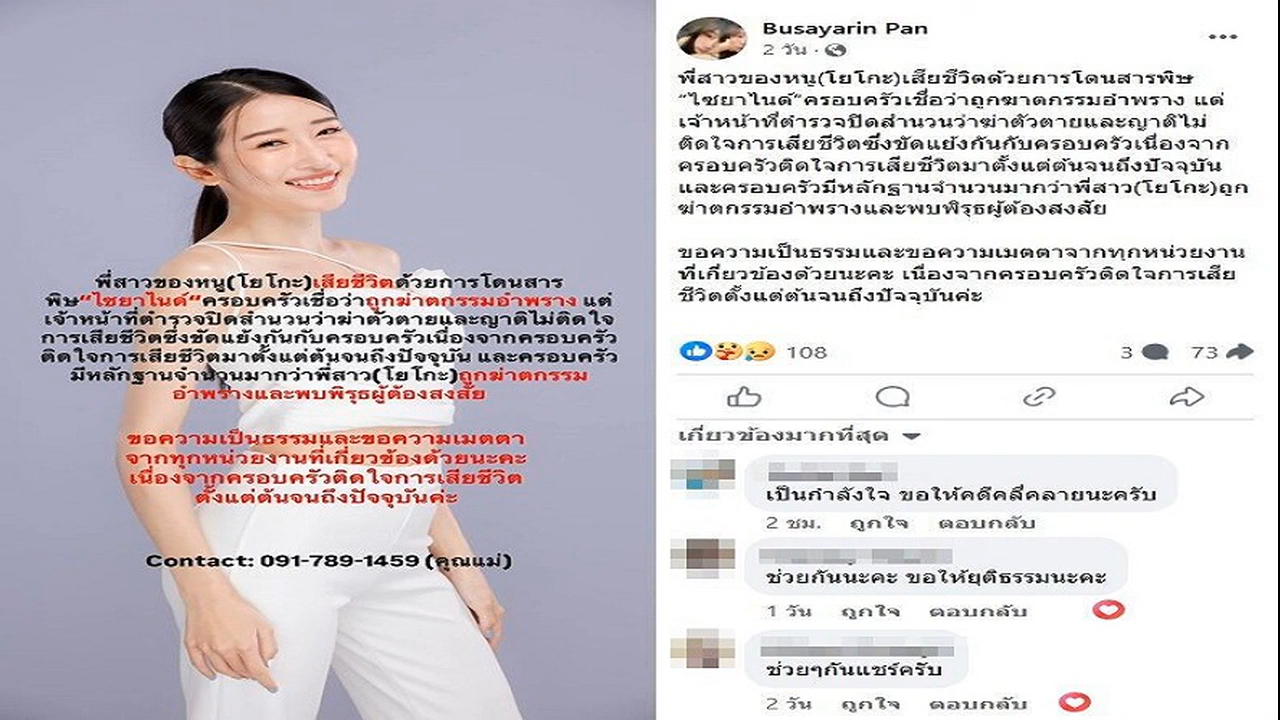 พี่สาวของหนู(โยโกะ)เสียชีวิตด้วยการโดนสาร
พิษ“ไซยาไนด์“ครอบครัวเชื่อว่าถูกฆาตกรรมอำพราง แต่
เจ้าหน้าที่ตำรวจปิดสำนวนว่าฆ่าตัวตายและญาติไม่ติดใจ
การเสียชีวิตซึ่งขัดแย้งกันกับครอบครัวเนื่องจากครอบครัว
ติดใจการเสียชีวิตมาตั้งแต่ต้นจนถึงปัจจุบัน และครอบครัว
มีหลักฐานจำนวนมากว่าพี่สาว(โยโกะ)ถูกฆาตกรรม
อำพรางและพบพิรุธผู้ต้องสงสัย
ขอความเป็นธรรมและขอความเมตตา
จากทุกหน่วยงานที่เกี่ยวข้องด้วยนะคะ
เนื่องจากครอบครัวติดใจการเสียชีวิต
ตั้งแต่ต้นจนถึงปัจจุบันค่ะ
Contact: 091-789-1459 (คุณแม่)
Busayarin Pan
2 วัน ·
พี่สาวของหนู(โยโกะ)เสียชีวิตด้วยการโดนสารพิษ
“ไซยาไนด์“ครอบครัวเชื่อว่าถูกฆาตกรรมอำพราง แต่
เจ้าหน้าที่ตำรวจปิดสำนวนว่าฆ่าตัวตายและญาติไม่
ติดใจการเสียชีวิตซึ่งขัดแย้งกันกับครอบครัวเนื่องจาก
ครอบครัวติดใจการเสียชีวิตมาตั้งแต่ต้นจนถึงปัจจุบัน
และครอบครัวมีหลักฐานจำนวนมากว่าพี่สาว(โยโกะ)ถูก
ฆาตกรรมอำพรางและพบพิรุธผู้ต้องสงสัย
ขอความเป็นธรรมและขอความเมตตาจากทุกหน่วยงาน
ที่เกี่ยวข้องด้วยนะคะ เนื่องจากครอบครัวติดใจการเสีย
ชีวิตตั้งแต่ต้นจนถึงปัจจุบันค่ะ
108 3 73
เกี่ยวข้องมากที่สุด
เป็นกำลังใจ ขอให้คดีคลี่คลายนะครับ
2 ชม. ถูกใจ ตอบกลับ
ช่วยกันนะคะ ขอให้ยุติธรรมนะคะ
1 วัน ถูกใจ ตอบกลับ
ช่วยๆกันแชร์ครับ
2 วัน ถูกใจ ตอบกลับ